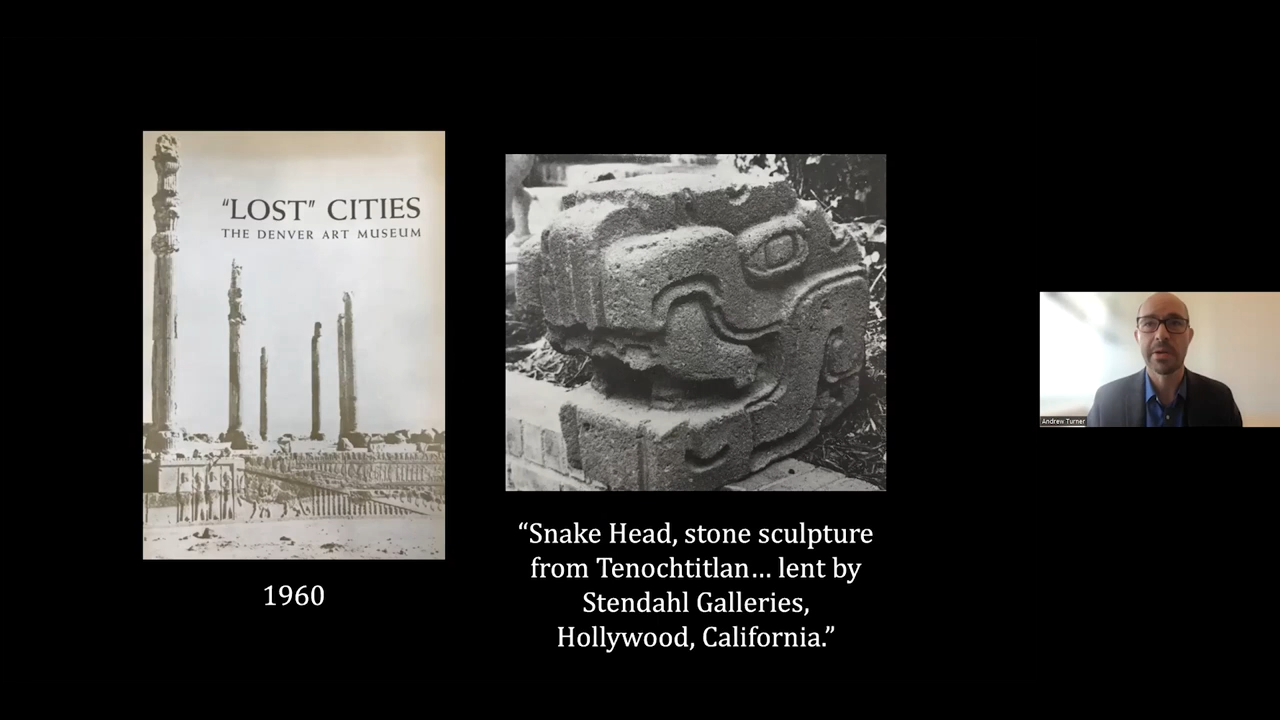 “LOST” CITIES
THE DENVER ART MUSEUM
1960
“Snake Head, stone sculpture
from Tenochtitlan... lent by
Stendahl Galleries,
Hollywood, California.”
Andrew Turner